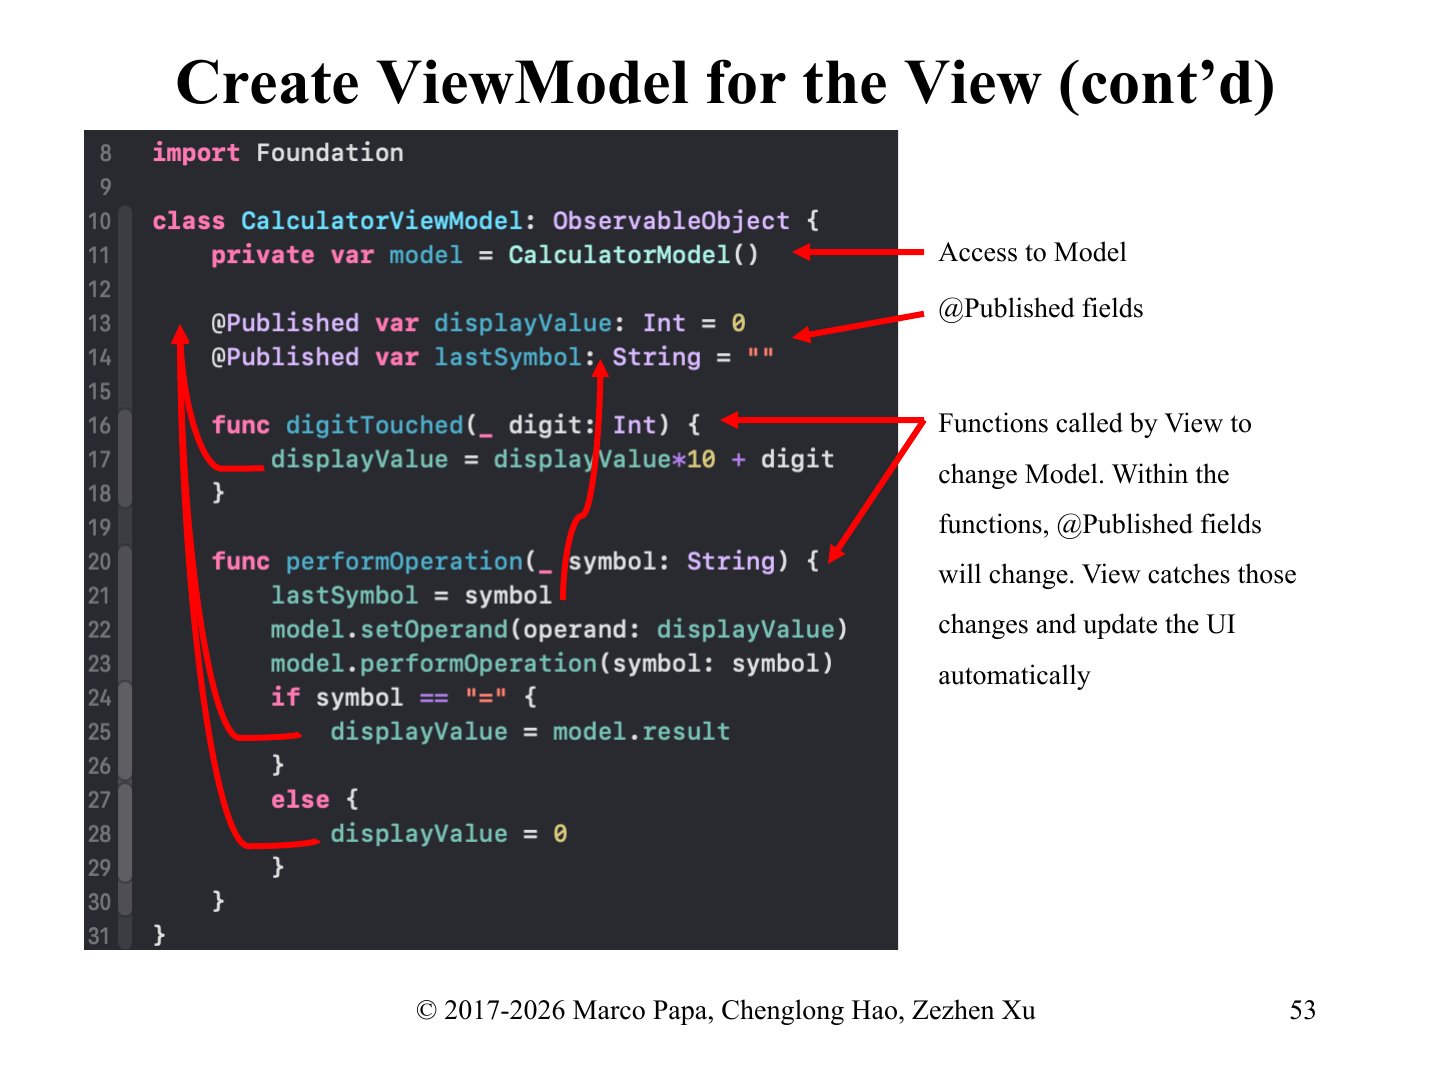 Create ViewModel for the View (cont’d)
8 import Foundation
9
10 class CalculatorViewModel: ObservableObject {
11 private var model = CalculatorModel()
12
13 @Published var displayValue: Int = 0
14 @Published var lastSymbol: String = ""
15
16 func digitTouched(_ digit: Int) {
17 displayValue = displayValue*10 + digit
18 }
19
20 func performOperation(_ symbol: String) {
21 lastSymbol = symbol
22 model.setOperand(operand: displayValue)
23 model.performOperation(symbol: symbol)
24 if symbol == "=" {
25 displayValue = model.result
26 }
27 else {
28 displayValue = 0
29 }
30 }
31 }
Access to Model
@Published fields
Functions called by View to
change Model. Within the
functions, @Published fields
will change. View catches those
changes and update the UI
automatically
© 2017-2026 Marco Papa, Chenglong Hao, Zezhen Xu
53